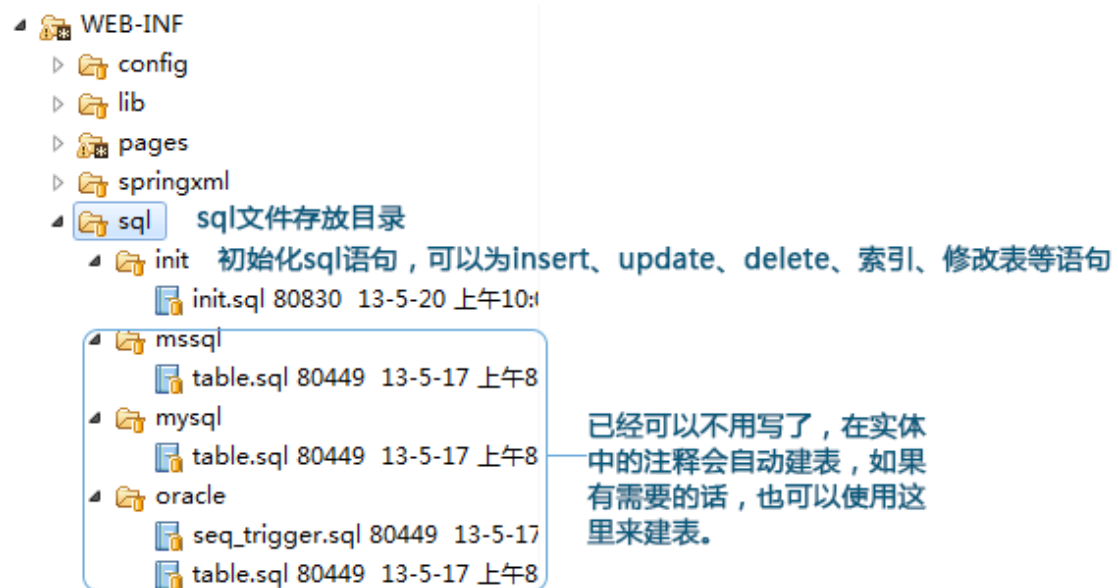 WEB-INF
config
lib
pages
springxml
sql sql文件存放目录
init 初始化sql语句，可以为insert、update、delete、索引、修改表等语句
init.sql 80830 13-5-20 上午10:
mssql
table.sql 80449 13-5-17 上午8
mysql
table.sql 80449 13-5-17 上午8
oracle
seq_trigger.sql 80449 13-5-17
table.sql 80449 13-5-17 上午8
已经可以不用写了，在实体
中的注释会自动建表，如果
有需要的话，也可以使用这
里来建表。